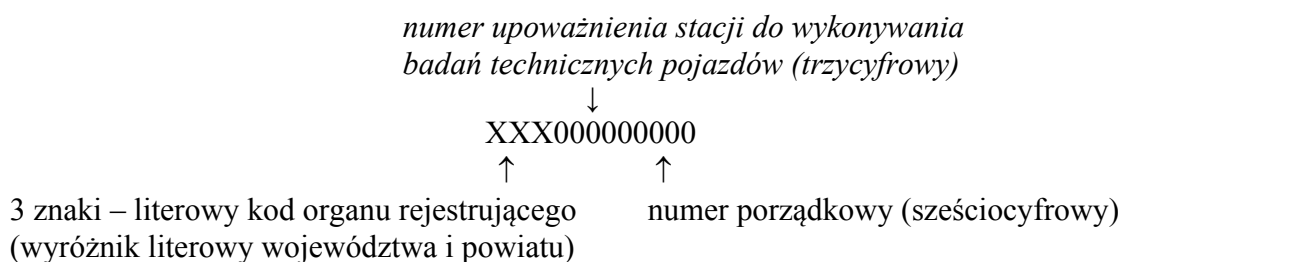 numer upoważnienia stacji do wykonywania
badań technicznych pojazdów (trzycyfrowy)
↓
XXX000000000
↑ ↑
3 znaki – literowy kod organu rejestrującego numer porządkowy (sześciocyfrowy)
(wyróżnik literowy województwa i powiatu)